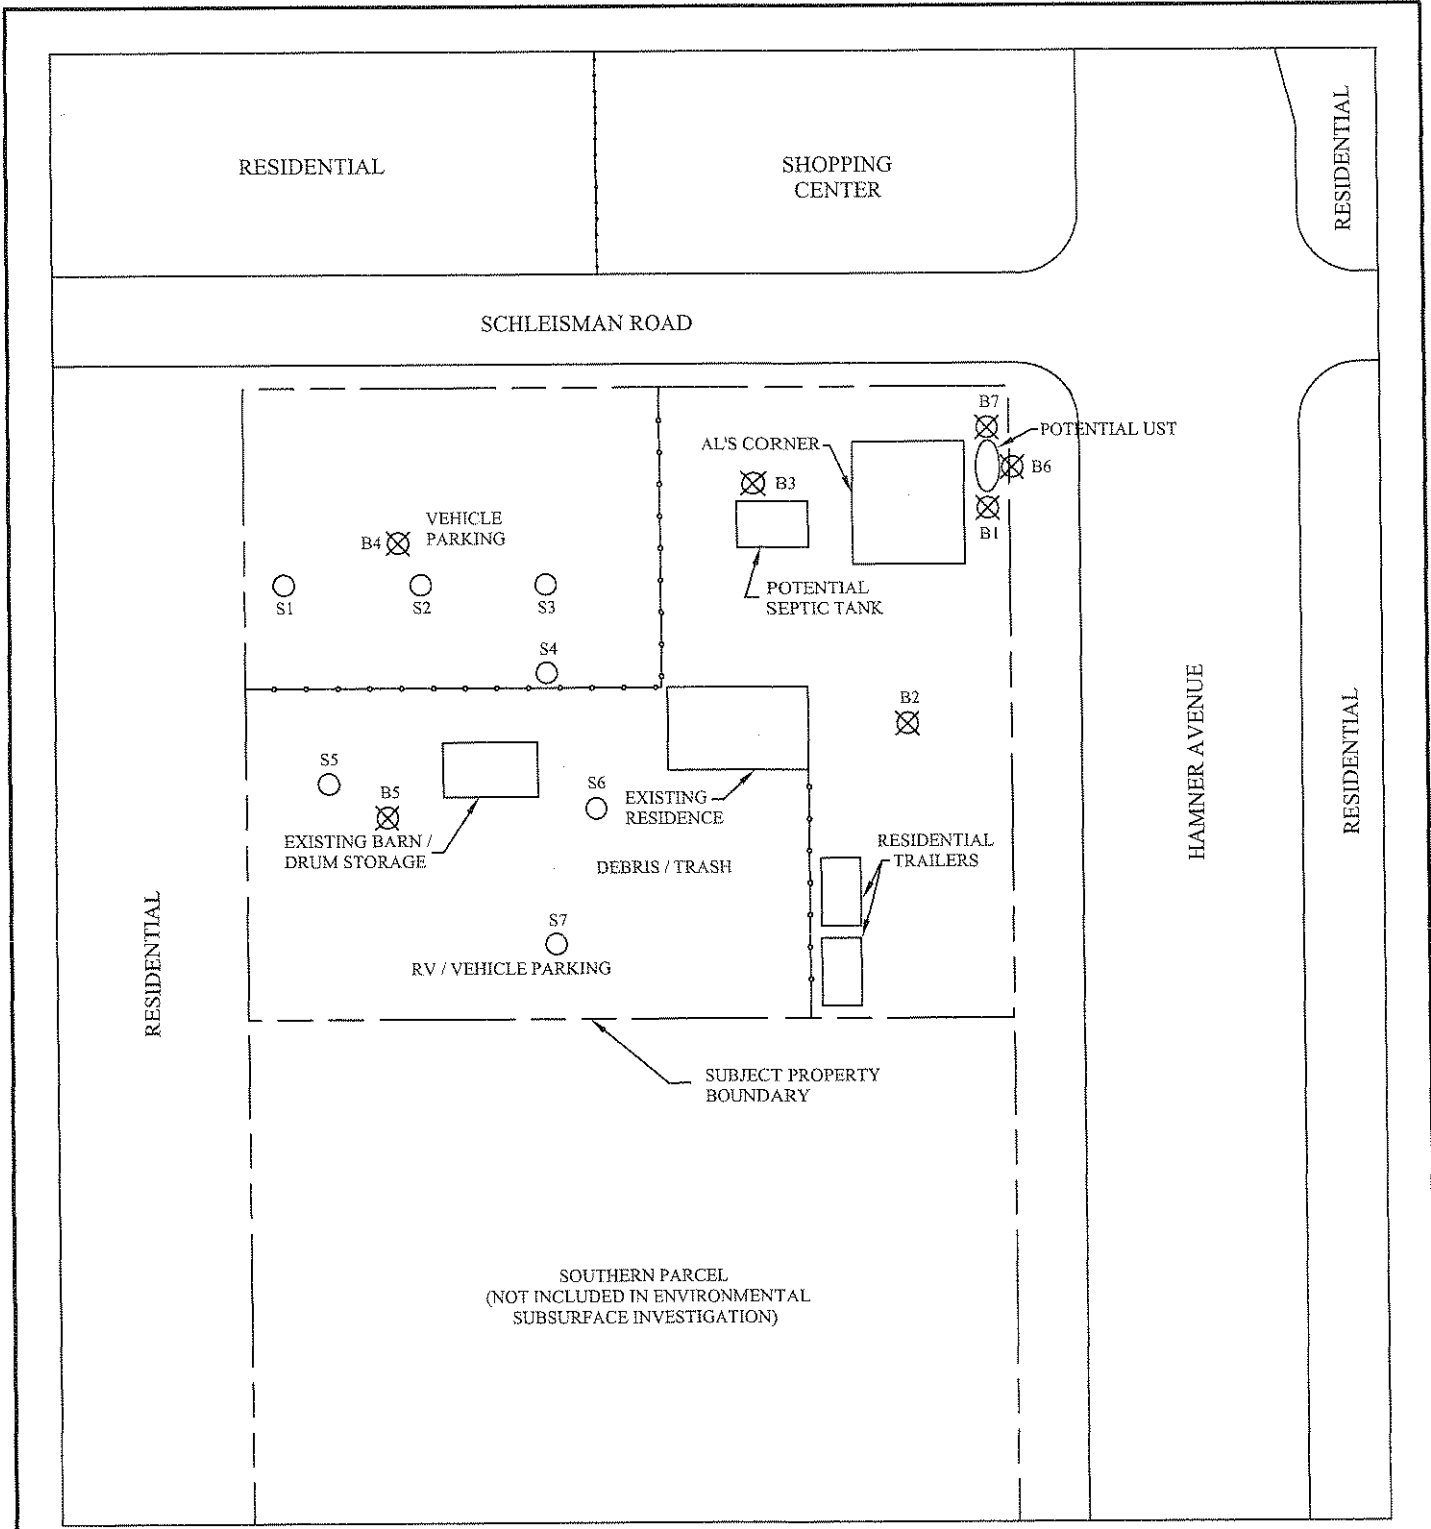 RESIDENTIAL
SHOPPING
CENTER
RESIDENTIAL
SCHLEISMAN ROAD
B7
POTENTIAL UST
AL'S CORNER
B6
B3
B1
VEHICLE
PARKING
B4
POTENTIAL
SEPTIC TANK
S1
S2
S3
S4
B2
HAMNER AVENUE
RESIDENTIAL
S5
B5
S6
EXISTING
RESIDENCE
EXISTING BARN /
DRUM STORAGE
RESIDENTIAL
TRAILERS
DEBRIS / TRASH
RESIDENTIAL
S7
RV / VEHICLE PARKING
SUBJECT PROPERTY
BOUNDARY
SOUTHERN PARCEL
(NOT INCLUDED IN ENVIRONMENTAL
SUBSURFACE INVESTIGATION)